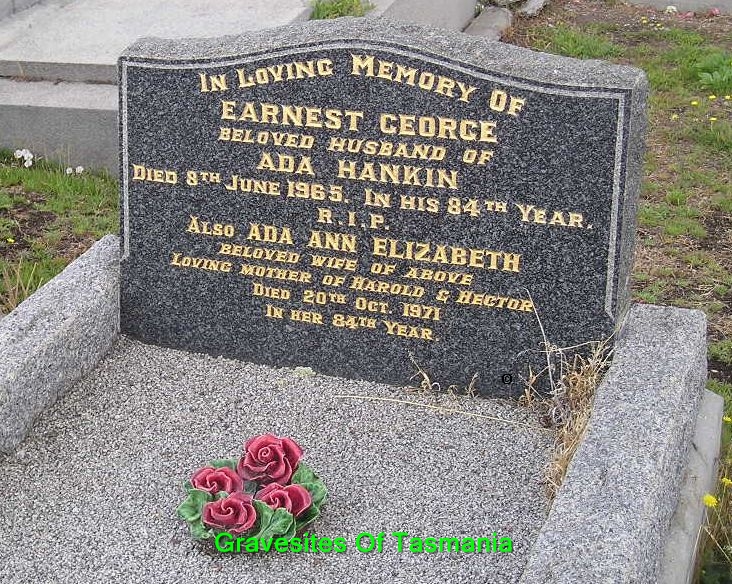 In Loving Memory Of
EARNEST GEORGE
BELOVED HUSBAND OF
ADA HANKIN
Died 8th June 1965. In his 84th Year.
R.I.P.
Also ADA ANN ELIZABETH
BELOVED WIFE OF ABOVE
Loving mother of Harold & Hector
Died 20th Oct. 1971
In her 84th Year.
Gravesites Of Tasmania